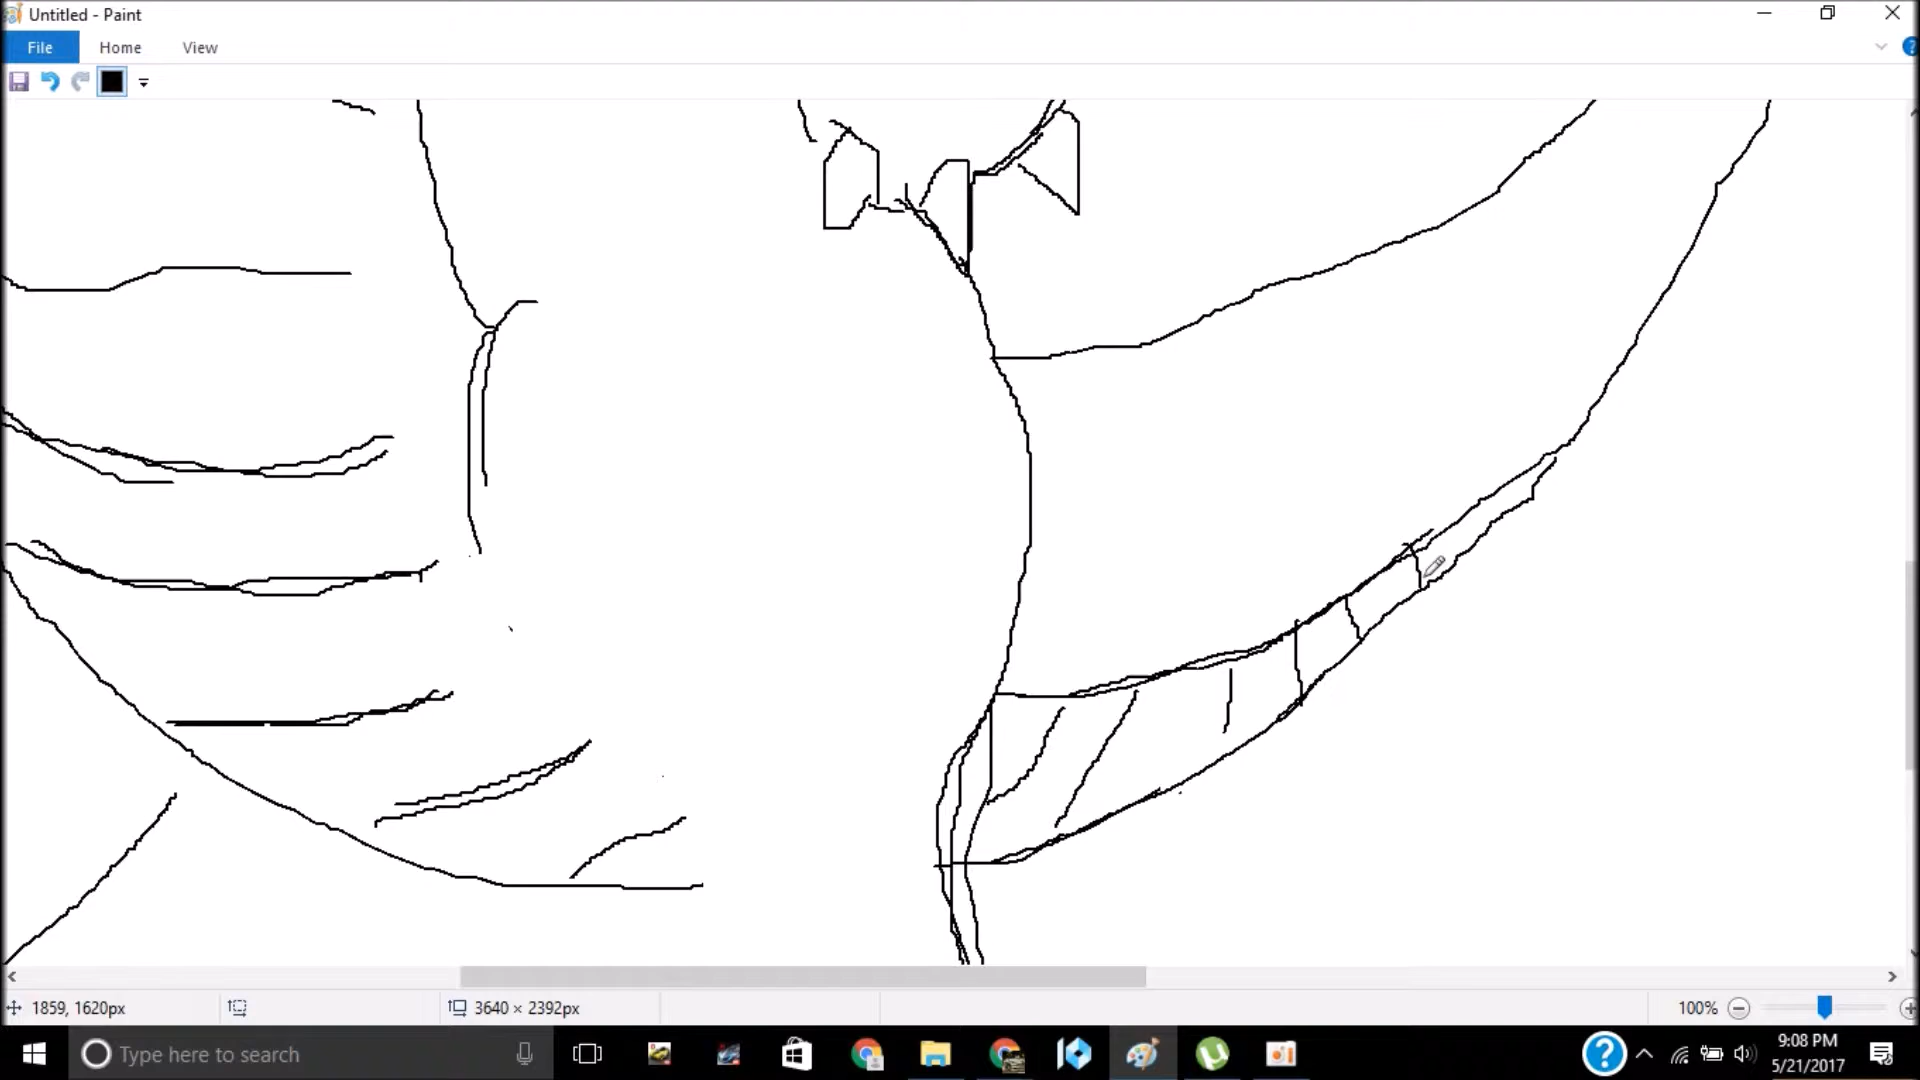 Untitled - Paint
File Home View
1859, 1620px
3640 × 2392px
100%
Type here to search
9:08 PM
5/21/2017